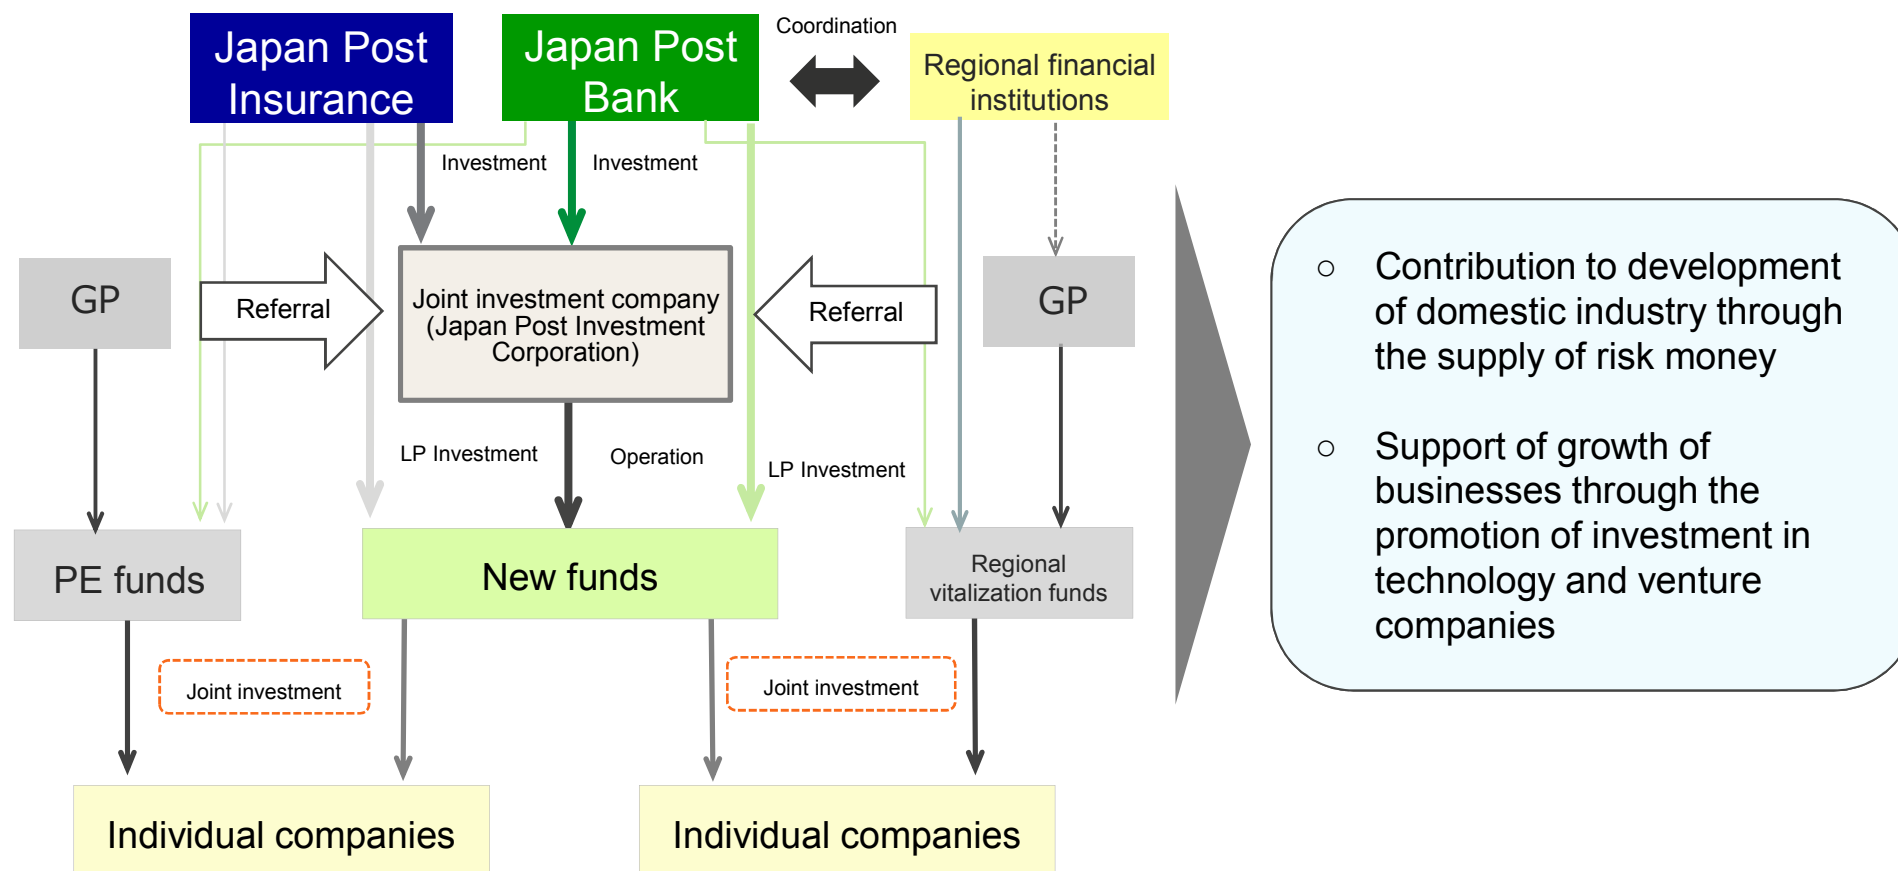 Japan Post
Insurance
Japan Post
Bank
Coordination
Regional financial
institutions
Investment
Investment
GP
Referral
Joint investment company
(Japan Post Investment
Corporation)
Referral
GP
LP Investment
Operation
LP Investment
PE funds
New funds
Regional
vitalization funds
Joint investment
Joint investment
Individual companies
Individual companies
○ Contribution to development
of domestic industry through
the supply of risk money
○ Support of growth of
businesses through the
promotion of investment in
technology and venture
companies